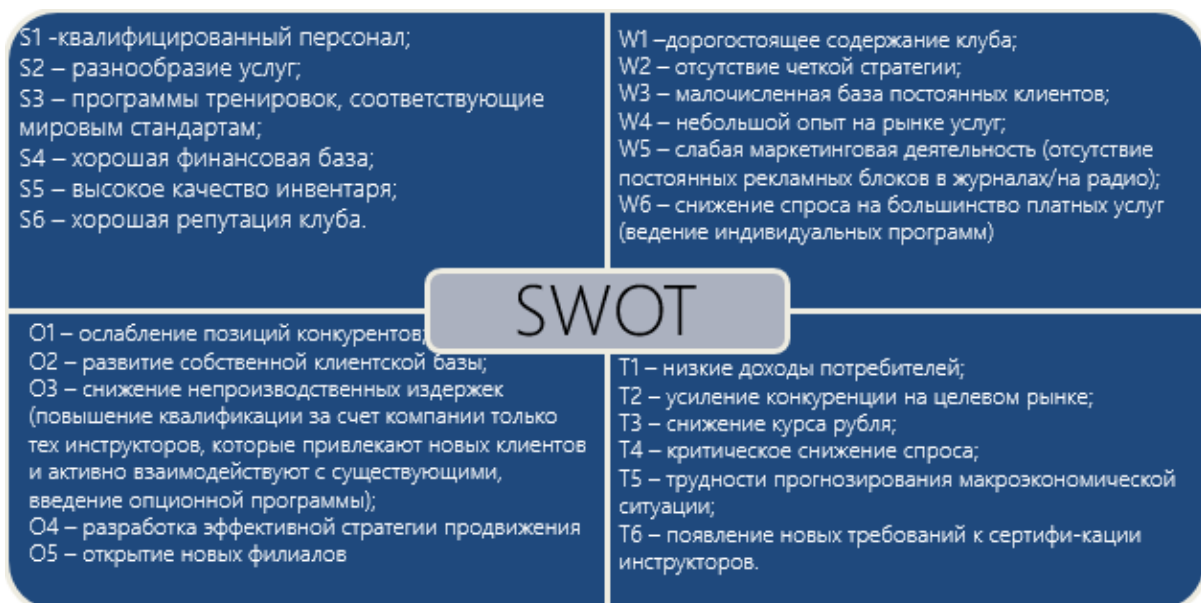 S1 -квалифицированный персонал;
S2 – разнообразие услуг;
S3 – программы тренировок, соответствующие
мировым стандартам;
S4 – хорошая финансовая база;
S5 – высокое качество инвентаря;
S6 – хорошая репутация клуба.
W1 –дорогостоящее содержание клуба;
W2 – отсутствие четкой стратегии;
W3 – малочисленная база постоянных клиентов;
W4 – небольшой опыт на рынке услуг;
W5 – слабая маркетинговая деятельность (отсутствие
постоянных рекламных блоков в журналах/на радио);
W6 – снижение спроса на большинство платных услуг
(ведение индивидуальных программ)
SWOT
O1 – ослабление позиций конкурентов;
O2 – развитие собственной клиентской базы;
O3 – снижение непроизводственных издержек
(повышение квалификации за счет компании только
тех инструкторов, которые привлекают новых клиентов
и активно взаимодействуют с существующими,
введение опционной программы);
O4 – разработка эффективной стратегии продвижения
O5 – открытие новых филиалов
T1 – низкие доходы потребителей;
T2 – усиление конкуренции на целевом рынке;
T3 – снижение курса рубля;
T4 – критическое снижение спроса;
T5 – трудности прогнозирования макроэкономической
ситуации;
T6 – появление новых требований к сертифи-кации
инструкторов.